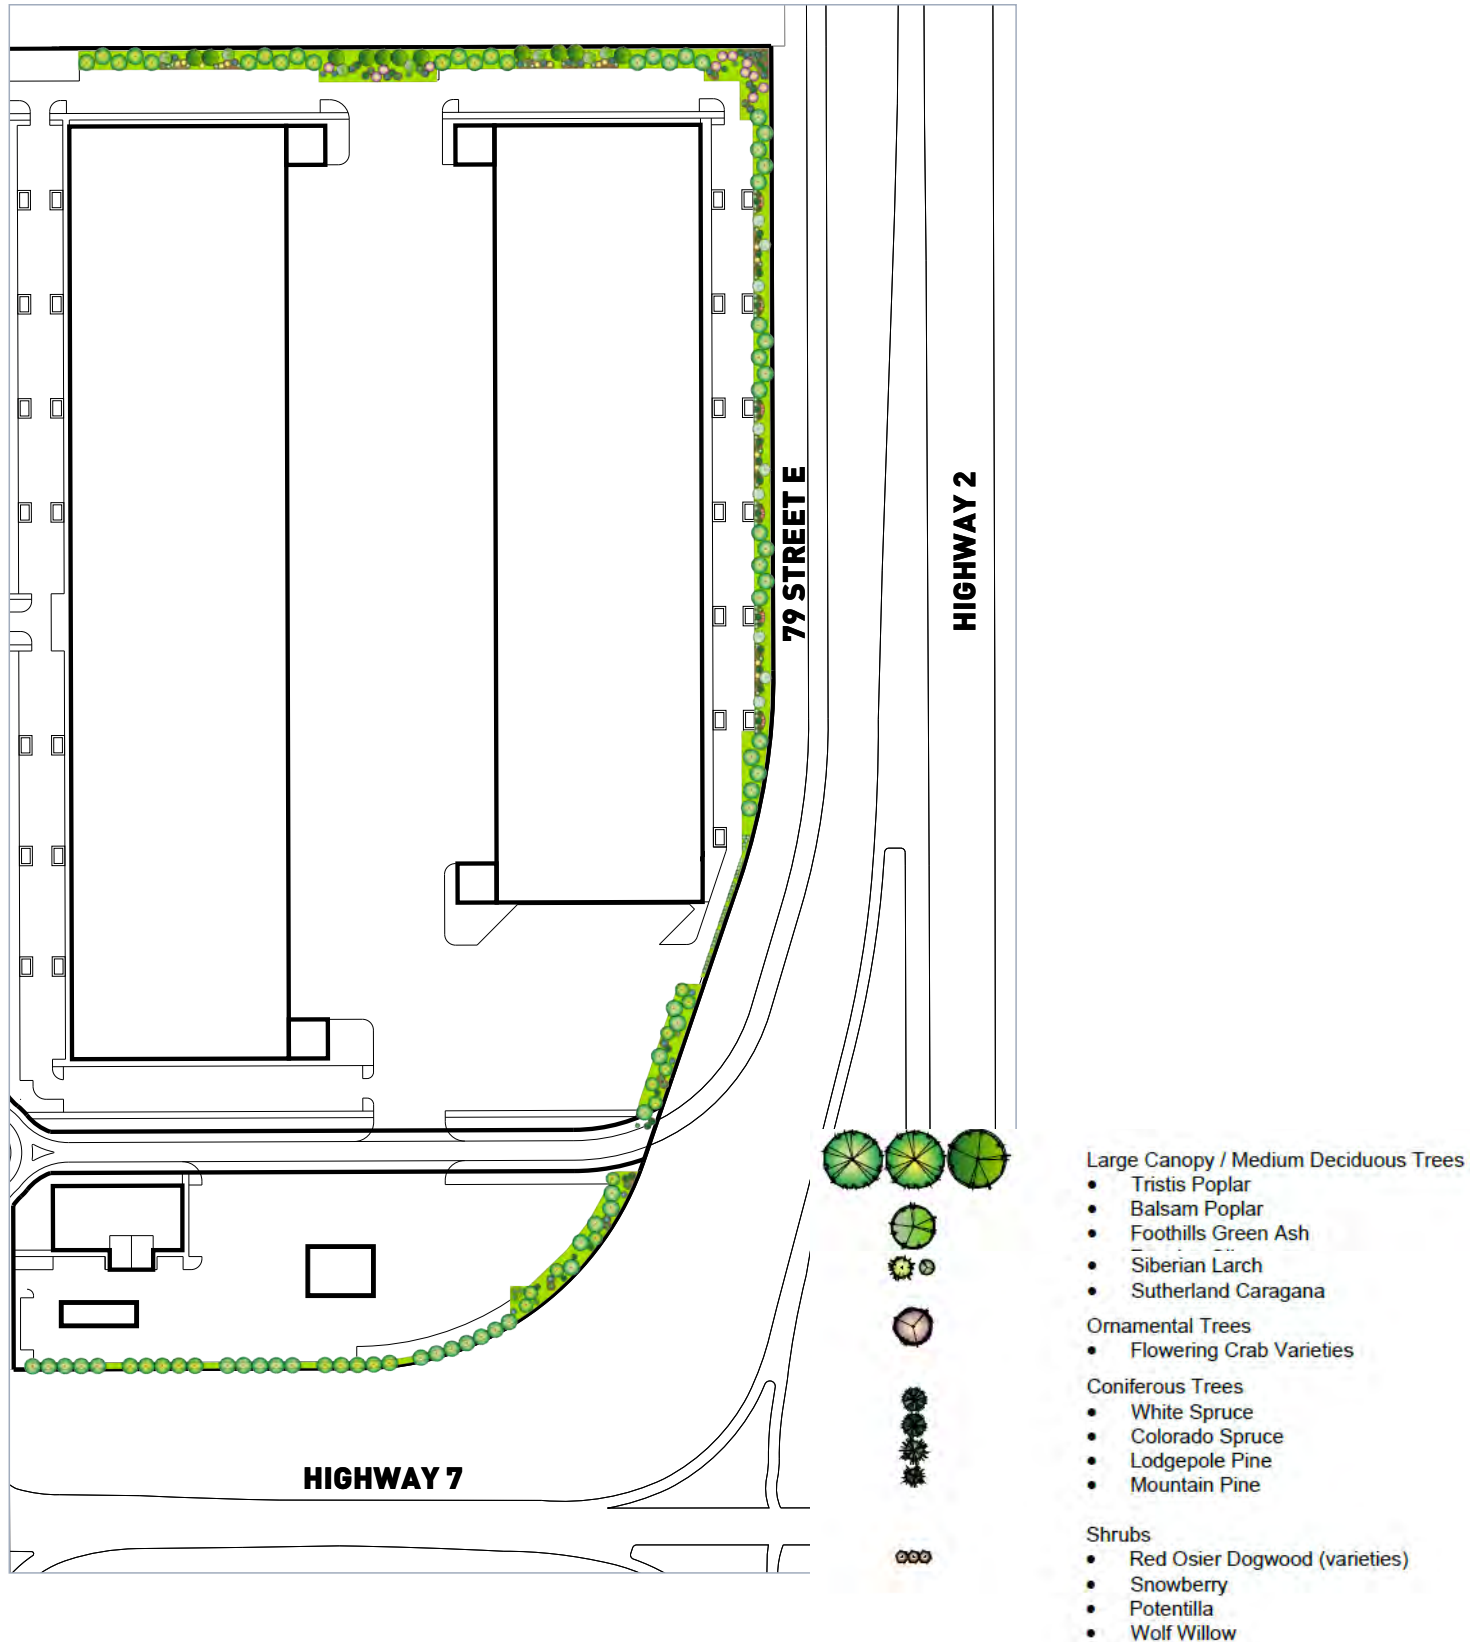 79 STREET E
HIGHWAY 2
HIGHWAY 7
Large Canopy / Medium Deciduous Trees
• Tristis Poplar
• Balsam Poplar
• Foothills Green Ash
• Siberian Larch
• Sutherland Caragana
Ornamental Trees
• Flowering Crab Varieties
Coniferous Trees
• White Spruce
• Colorado Spruce
• Lodgepole Pine
• Mountain Pine
Shrubs
• Red Osier Dogwood (varieties)
• Snowberry
• Potentilla
• Wolf Willow